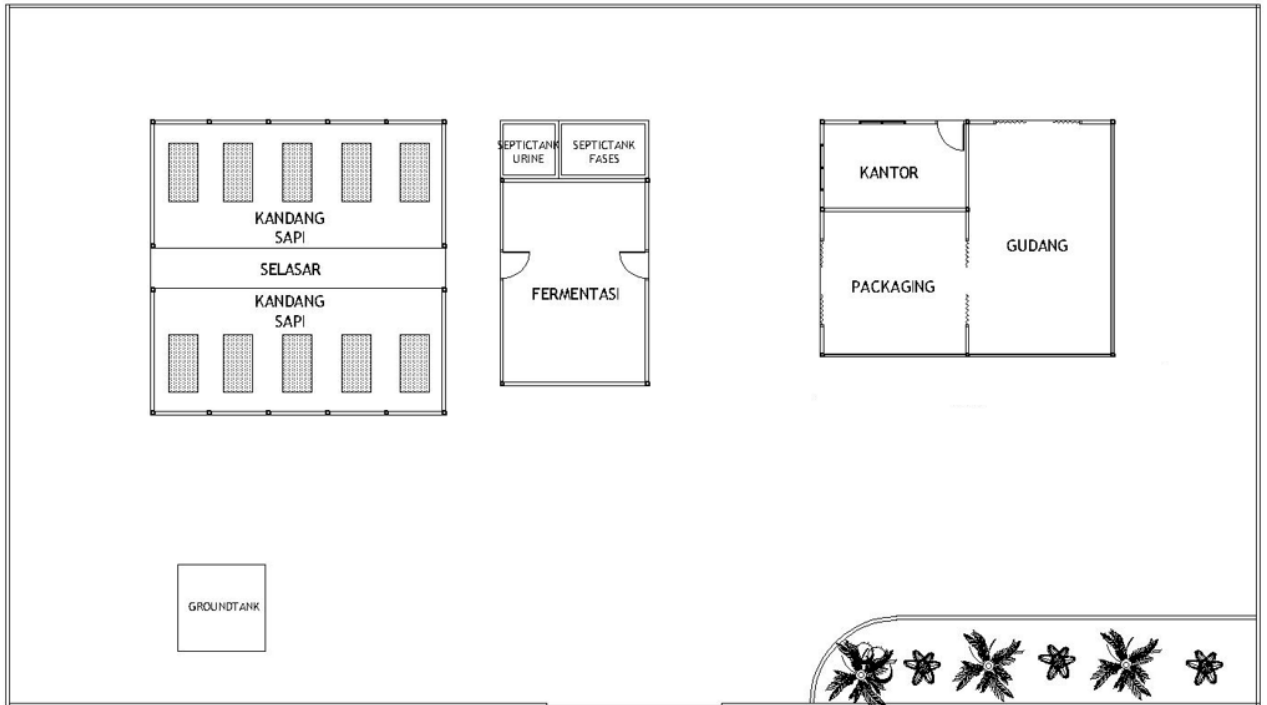 SEPTICTANK
URINE
SEPTICTANK
FASES
KANTOR
KANDANG
SAPI
SELASAR
GUDANG
FERMENTASI
PACKAGING
KANDANG
SAPI
GROUNDTANK